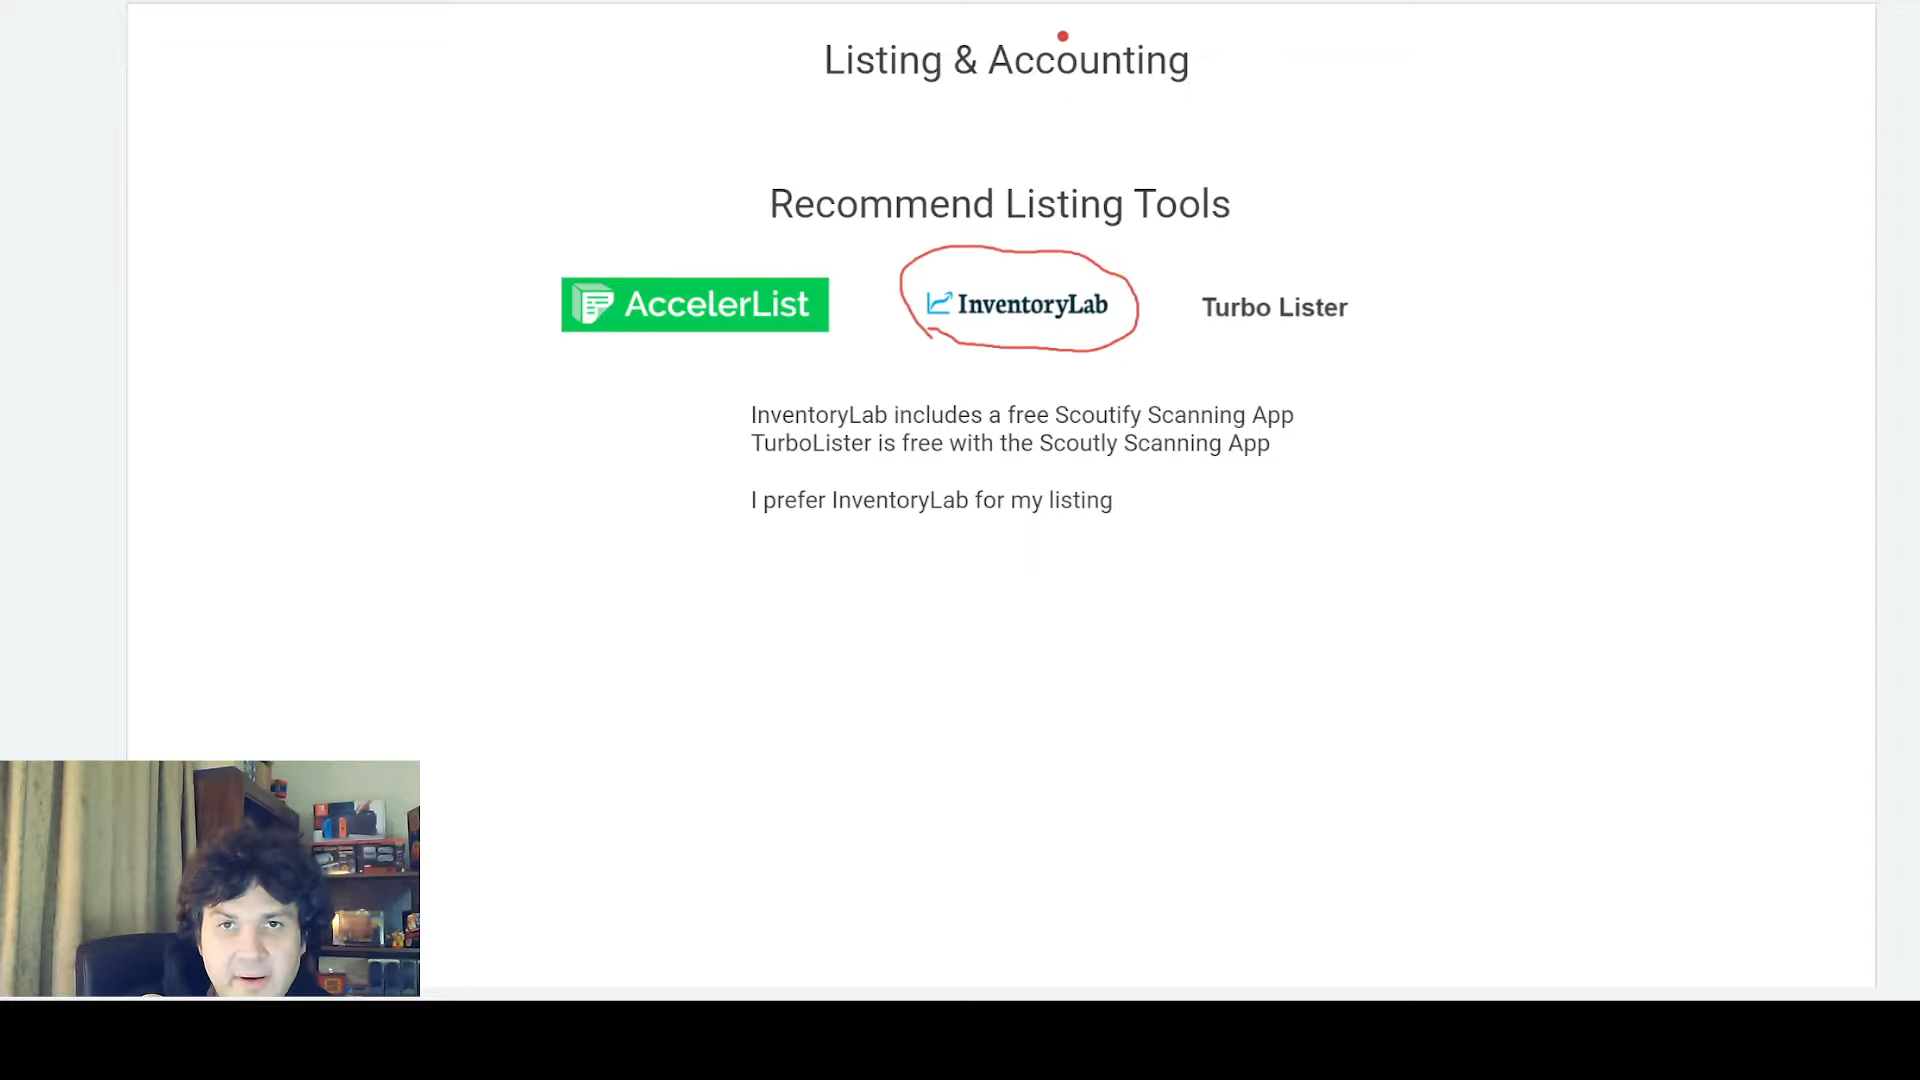 Listing & Accounting
Recommend Listing Tools
AccelerList
InventoryLab
Turbo Lister
InventoryLab includes a free Scoutify Scanning App
TurboLister is free with the Scoutly Scanning App
I prefer InventoryLab for my listing